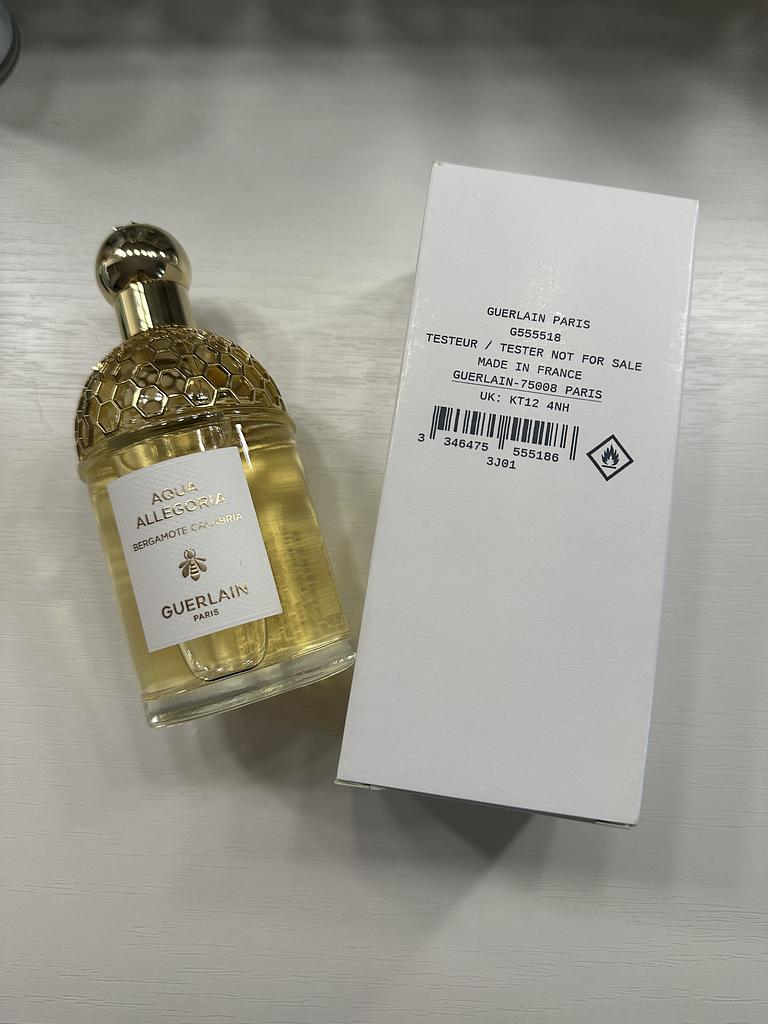 AQUA
ALLEGORIA
BERGAMOTE CALABRIA
GUERLAIN
PARIS
GUERLAIN PARIS
G555518
TESTEUR / TESTER NOT FOR SALE
MADE IN FRANCE
GUERLAIN-75008 PARIS
UK: KT12 4NH
3 346475 555186
3J01